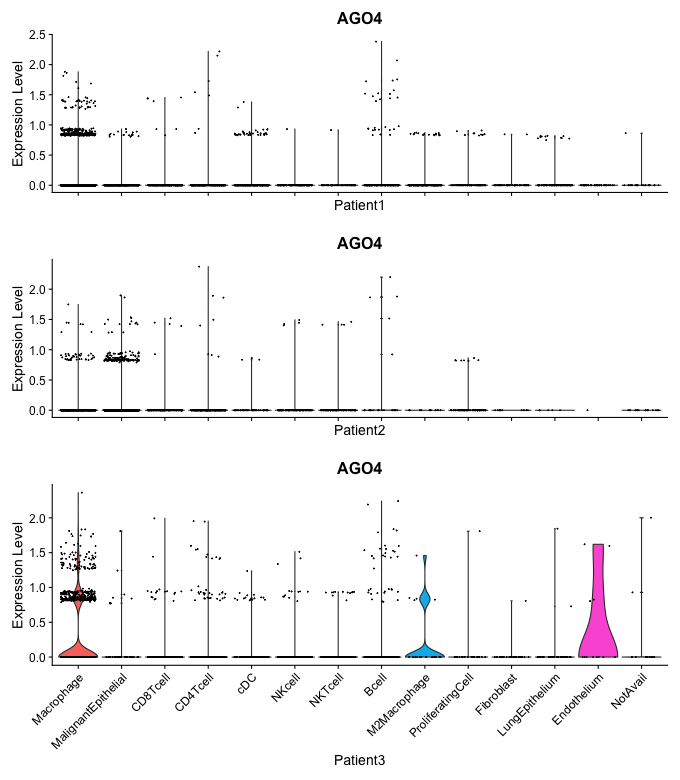 AGO4
Expression Level
2.5
2.0
1.5
1.0
0.5
0.0
Patient1
AGO4
Expression Level
2.0
1.5
1.0
0.5
0.0
Patient2
AGO4
Expression Level
2.0
1.5
1.0
0.5
0.0
Macrophage
MalignantEpithelial
CD8Tcell
CD4Tcell
cDC
NKcell
NKTcell
Bcell
M2Macrophage
ProliferatingCell
Fibroblast
LungEpithelium
Endothelium
NotAvail
Patient3